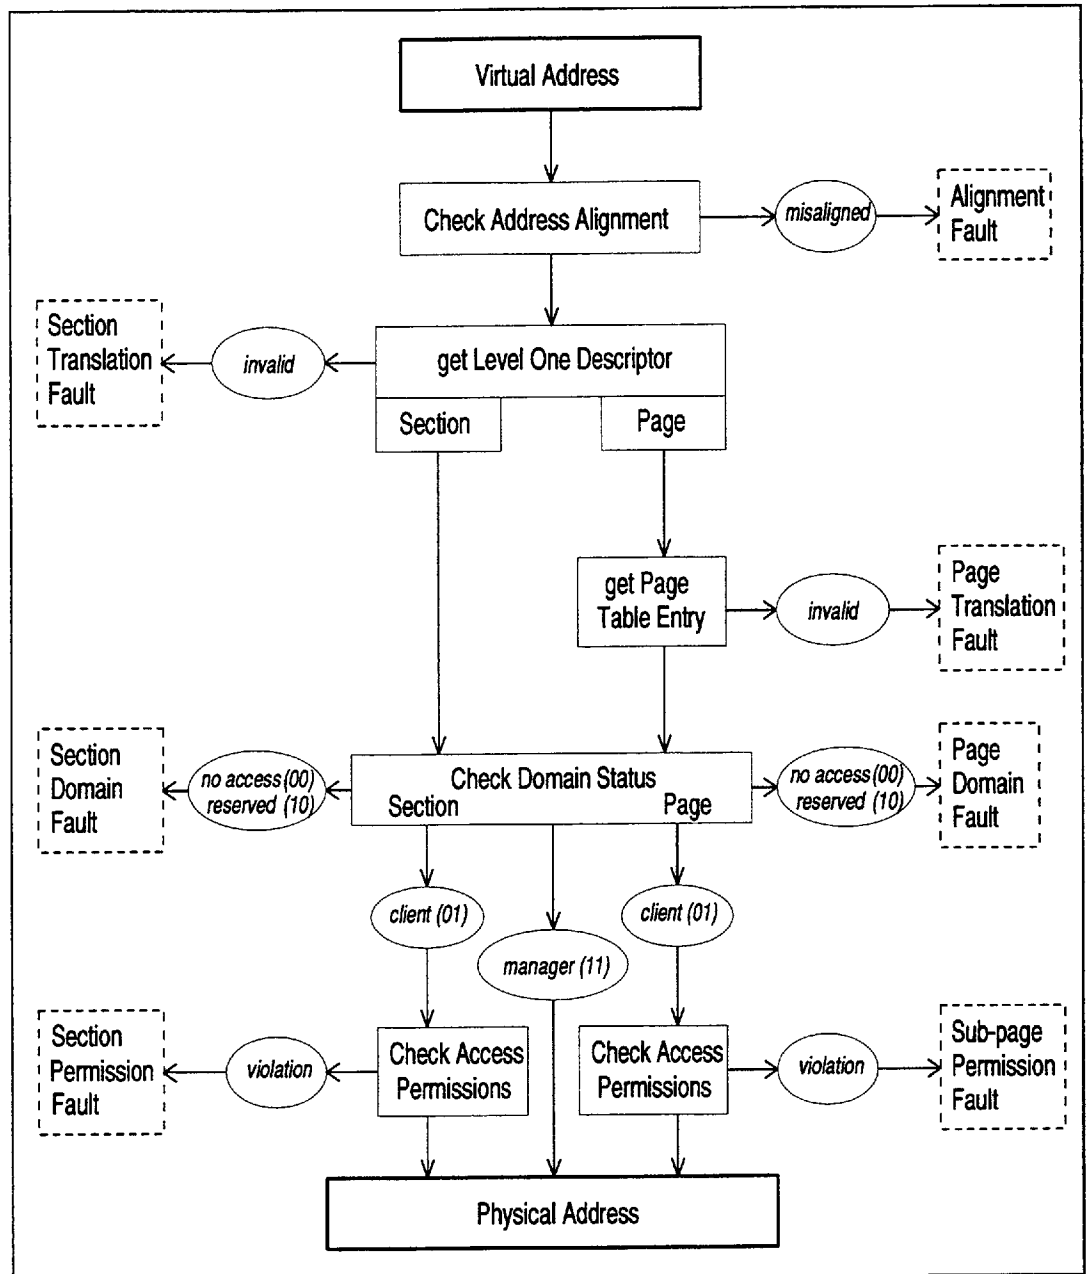 Virtual Address
Check Address Alignment
misaligned
Alignment
Fault
Section
Translation
Fault
invalid
get Level One Descriptor
Section
Page
get Page
Table Entry
invalid
Page
Translation
Fault
Section
Domain
Fault
no access(00)
reserved (10)
Check Domain Status
Section
Page
no access(00)
reserved (10)
Page
Domain
Fault
client (01)
manager (11)
client (01)
Section
Permission
Fault
violation
Check Access
Permissions
Check Access
Permissions
violation
Sub-page
Permission
Fault
Physical Address